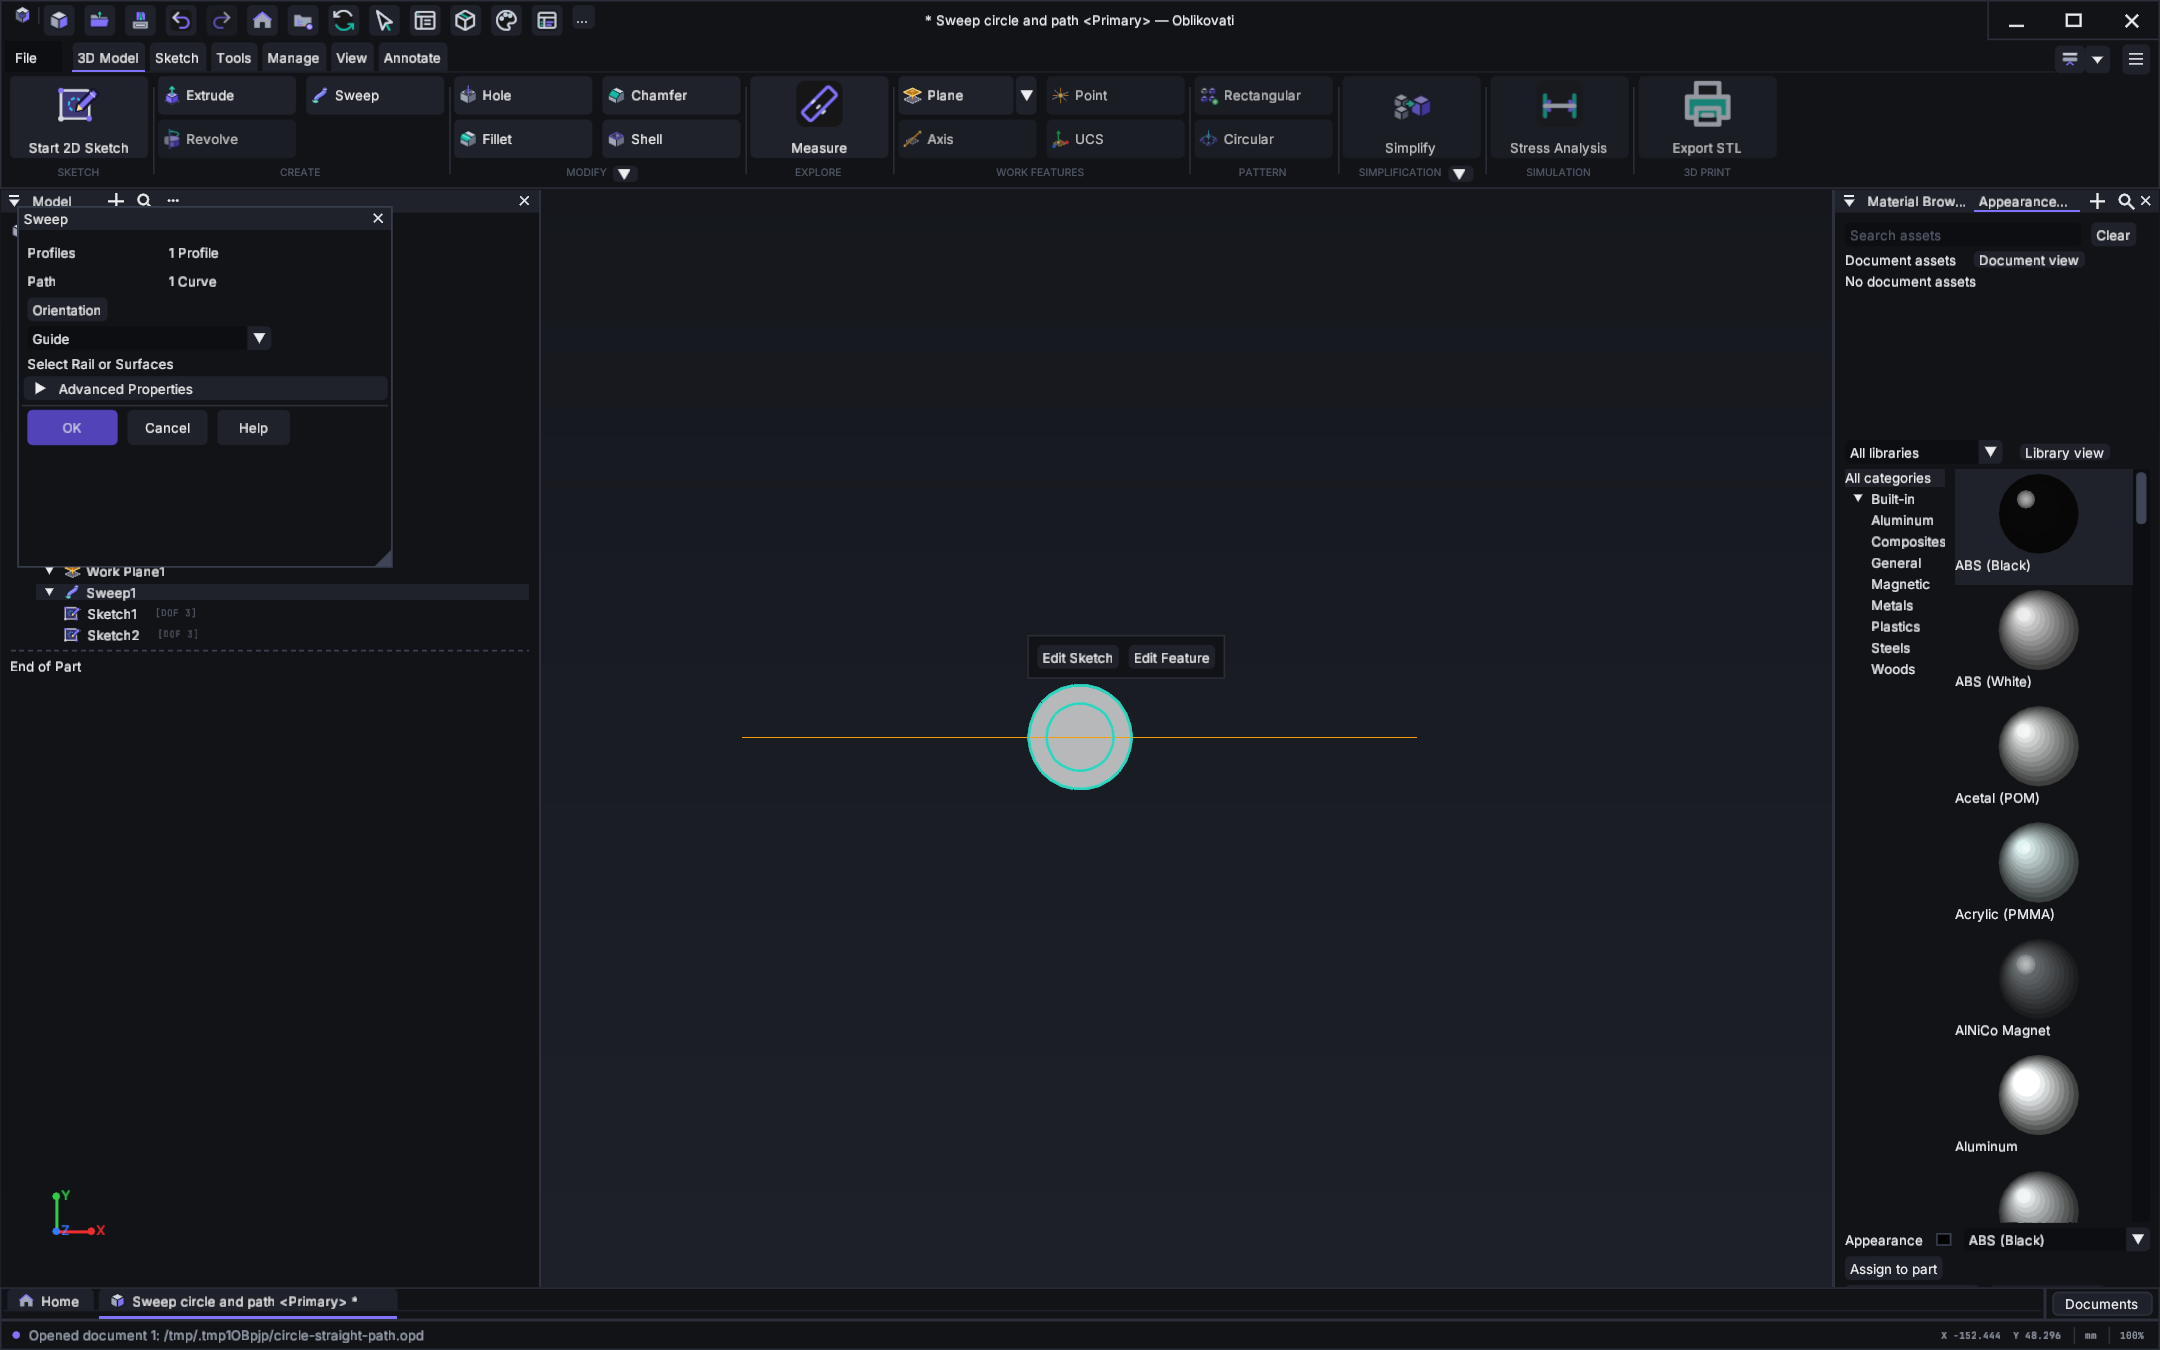 * Sweep circle and path <Primary> — Oblikovati
File 3D Model Sketch Tools Manage View Annotate
Start 2D Sketch
SKETCH
Extrude Sweep
Revolve
CREATE
Hole Chamfer
Fillet Shell
MODIFY
Measure
EXPLORE
Plane Point
Axis UCS
WORK FEATURES
Rectangular
Circular
PATTERN
Simplify
SIMPLIFICATION
Stress Analysis
SIMULATION
Export STL
3D PRINT
Model ...
Sweep
Profiles 1 Profile
Path 1 Curve
Orientation
Guide
Select Rail or Surfaces
Advanced Properties
OK Cancel Help
Work Plane1
Sweep1
Sketch1 [DOF 3]
Sketch2 [DOF 3]
End of Part
Edit Sketch Edit Feature
Y
Z X
Material Brow... Appearance...
Search assets Clear
Document assets Document view
No document assets
All libraries Library view
All categories
Built-in
Aluminum
Composites
General
Magnetic
Metals
Plastics
Steels
Woods
ABS (Black)
ABS (White)
Acetal (POM)
Acrylic (PMMA)
AlNiCo Magnet
Aluminum
Appearance ABS (Black)
Assign to part
Home Sweep circle and path <Primary> * Documents
Opened document 1: /tmp/.tmp1OBpjp/circle-straight-path.opd
X -152.444 Y 48.296 mm 100%